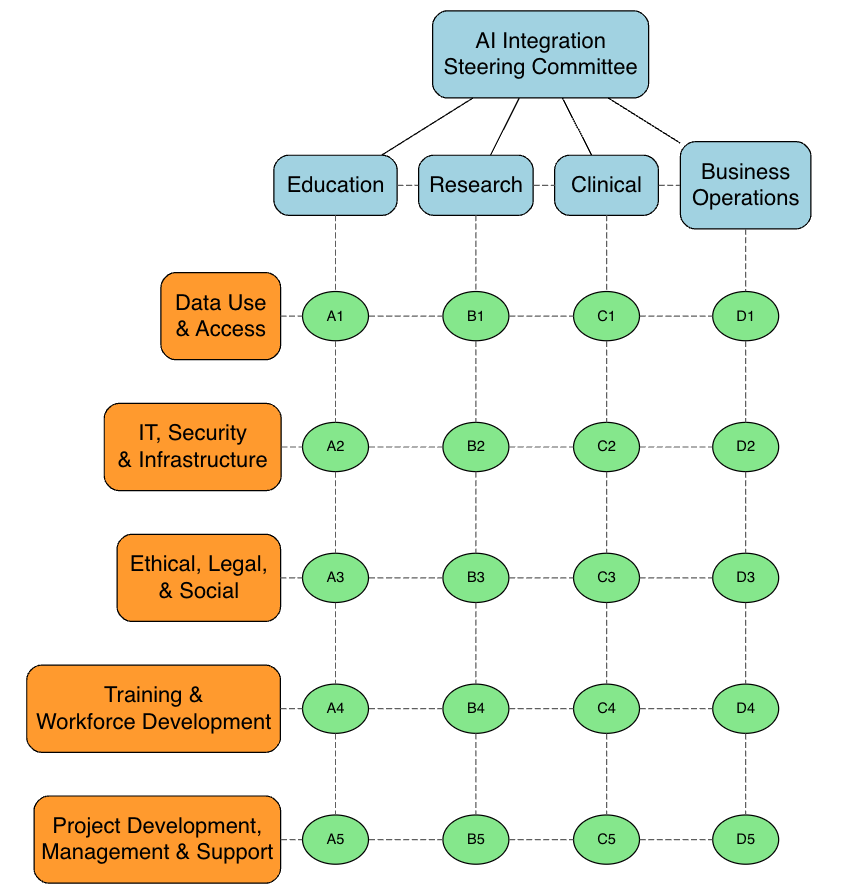 AI Integration
Steering Committee
Education
Research
Clinical
Business
Operations
Data Use
& Access
A1
B1
C1
D1
IT, Security
& Infrastructure
A2
B2
C2
D2
Ethical, Legal,
& Social
A3
B3
C3
D3
Training &
Workforce Development
A4
B4
C4
D4
Project Development,
Management & Support
A5
B5
C5
D5